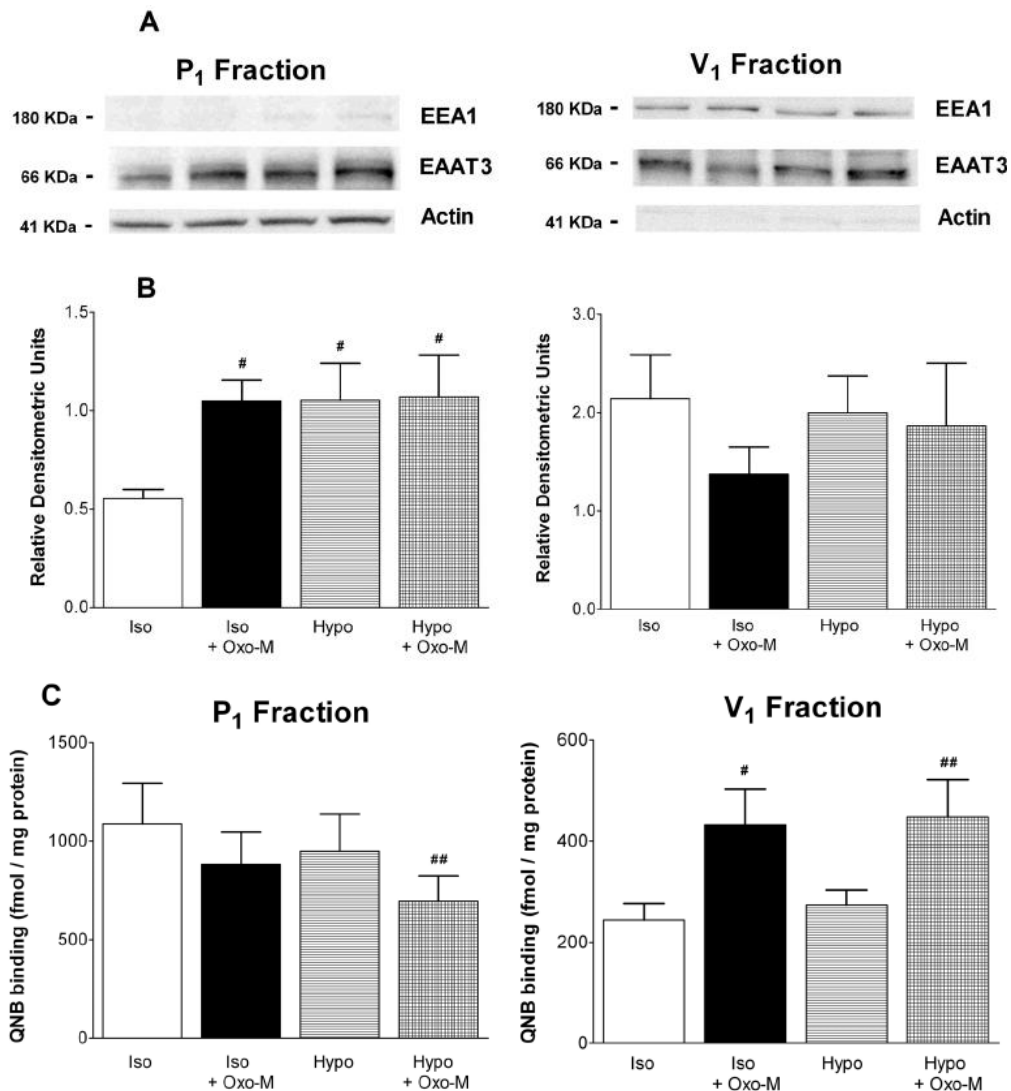 A
P1 Fraction
V1 Fraction
180 KDa -
EEA1
66 KDa -
EAAT3
41 KDa -
Actin
180 KDa -
EEA1
66 KDa -
EAAT3
41 KDa -
Actin
B
Relative Densitometric Units
1.5
1.0
0.5
0.0
#
#
#
Iso
Iso
+ Oxo-M
Hypo
Hypo
+ Oxo-M
Relative Densitometric Units
3.0
2.0
1.0
0.0
Iso
Iso
+ Oxo-M
Hypo
Hypo
+ Oxo-M
C
P1 Fraction
QNB binding (fmol / mg protein)
1500
1000
500
0
##
Iso
Iso
+ Oxo-M
Hypo
Hypo
+ Oxo-M
V1 Fraction
QNB binding (fmol / mg protein)
600
400
200
0
#
##
Iso
Iso
+ Oxo-M
Hypo
Hypo
+ Oxo-M